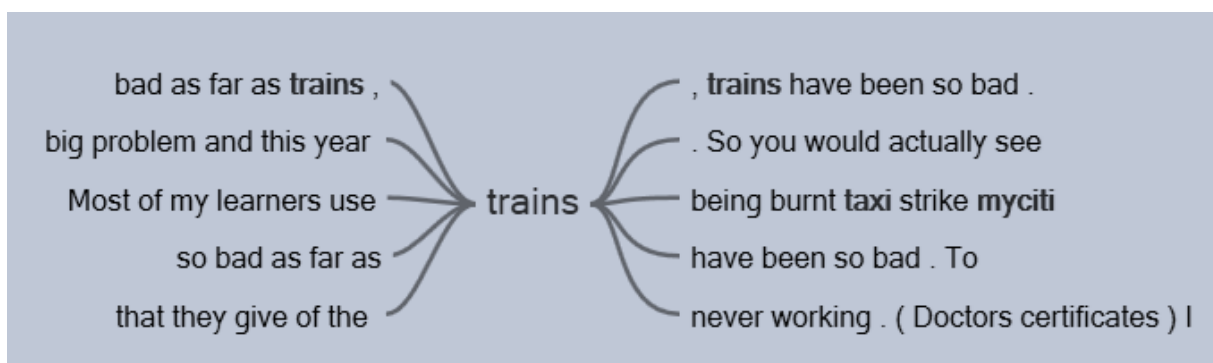 bad as far as trains ,
big problem and this year
Most of my learners use
so bad as far as
that they give of the
trains
, trains have been so bad .
. So you would actually see
being burnt taxi strike myciti
have been so bad . To
never working . ( Doctors certificates ) I